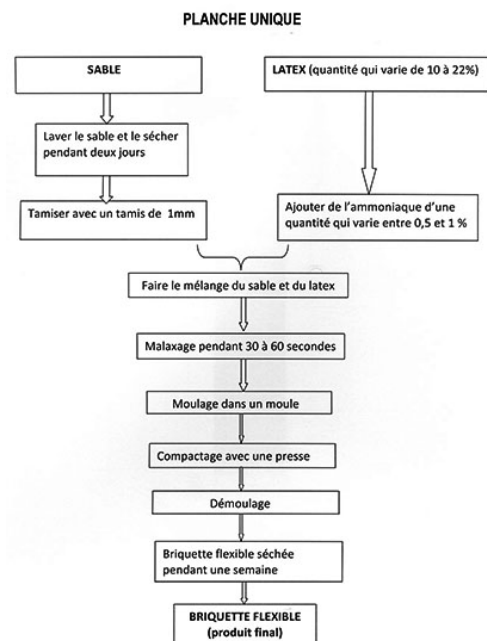 PLANCHE UNIQUE
SABLE
LATEX (quantité qui varie de 10 à 22%)
Laver le sable et le sécher
pendant deux jours
Tamiser avec un tamis de 1mm
Ajouter de l'ammoniaque d'une
quantité qui varie entre 0,5 et 1 %
Faire le mélange du sable et du latex
Malaxage pendant 30 à 60 secondes
Moulage dans un moule
Compactage avec une presse
Démoulage
Briquette flexible séchée
pendant une semaine
BRIQUETTE FLEXIBLE
(produit final)